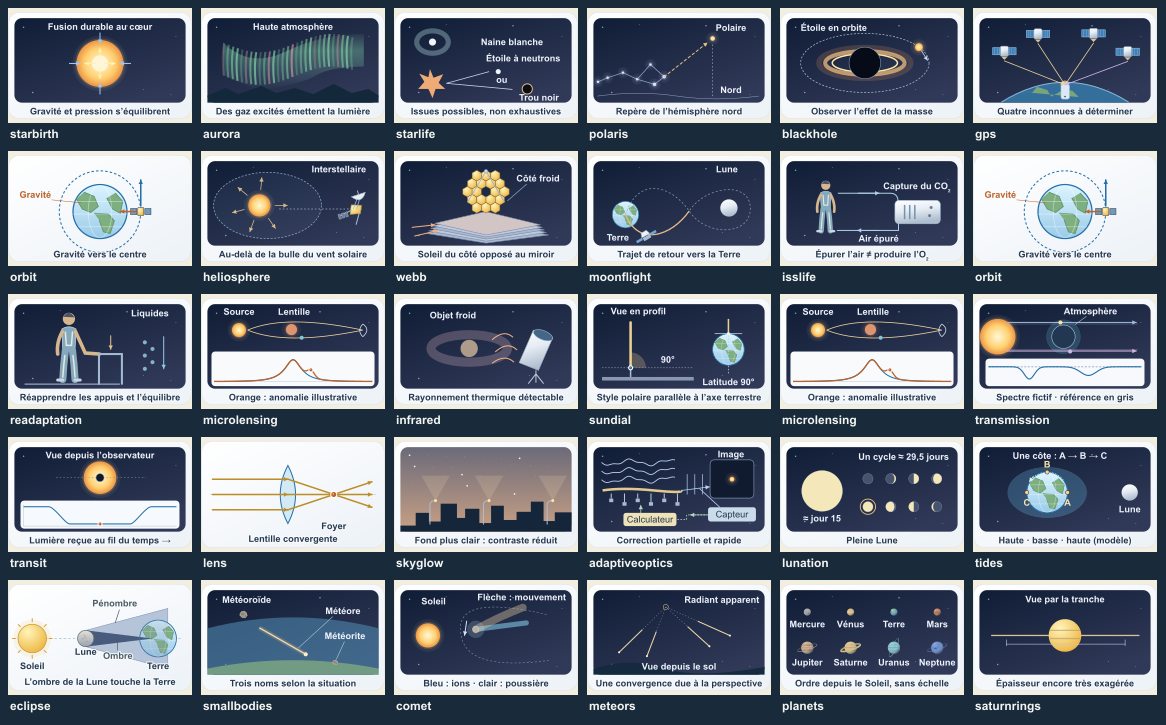 Fusion durable au cœur
Gravité et pression s'équilibrent
starbirth
Haute atmosphère
Des gaz excités émettent la lumière
aurora
Naine blanche
Étoile à neutrons
ou
Trou noir
Issues possibles, non exhaustives
starlife
Polaire
Nord
Repère de l'hémisphère nord
polaris
Étoile en orbite
Observer l'effet de la masse
blackhole
Quatre inconnues à déterminer
gps
Gravité
Gravité vers le centre
orbit
Interstellaire
Au-delà de la bulle du vent solaire
heliosphere
Côté froid
Soleil du côté opposé au miroir
webb
Lune
Terre
Trajet de retour vers la Terre
moonflight
Capture du CO₂
Air épuré
Épurer l'air ≠ produire l'O₂
isslife
Gravité
Gravité vers le centre
orbit
Liquides
Réapprendre les appuis et l'équilibre
readaptation
Source Lentille
Orange : anomalie illustrative
microlensing
Objet froid
Rayonnement thermique détectable
infrared
Vue en profil
90°
Latitude 90°
Style polaire parallèle à l'axe terrestre
sundial
Source Lentille
Orange : anomalie illustrative
microlensing
Atmosphère
Spectre fictif · référence en gris
transmission
Vue depuis l'observateur
Lumière reçue au fil du temps →
transit
Foyer
Lentille convergente
lens
Fond plus clair : contraste réduit
skyglow
Image
Calculateur
Capteur
Correction partielle et rapide
adaptiveoptics
Un cycle ≈ 29,5 jours
≈ jour 15
Pleine Lune
lunation
Une côte : A → B → C
B
C
A
Lune
Haute · basse · haute (modèle)
tides
Pénombre
Lune
Ombre
Soleil
Terre
L'ombre de la Lune touche la Terre
eclipse
Météoroïde
Météore
Météorite
Trois noms selon la situation
smallbodies
Soleil
Flèche : mouvement
Bleu : ions · clair : poussière
comet
Radiant apparent
Vue depuis le sol
Une convergence due à la perspective
meteors
Mercure Vénus Terre Mars
Jupiter Saturne Uranus Neptune
Ordre depuis le Soleil, sans échelle
planets
Vue par la tranche
Épaisseur encore très exagérée
saturnrings